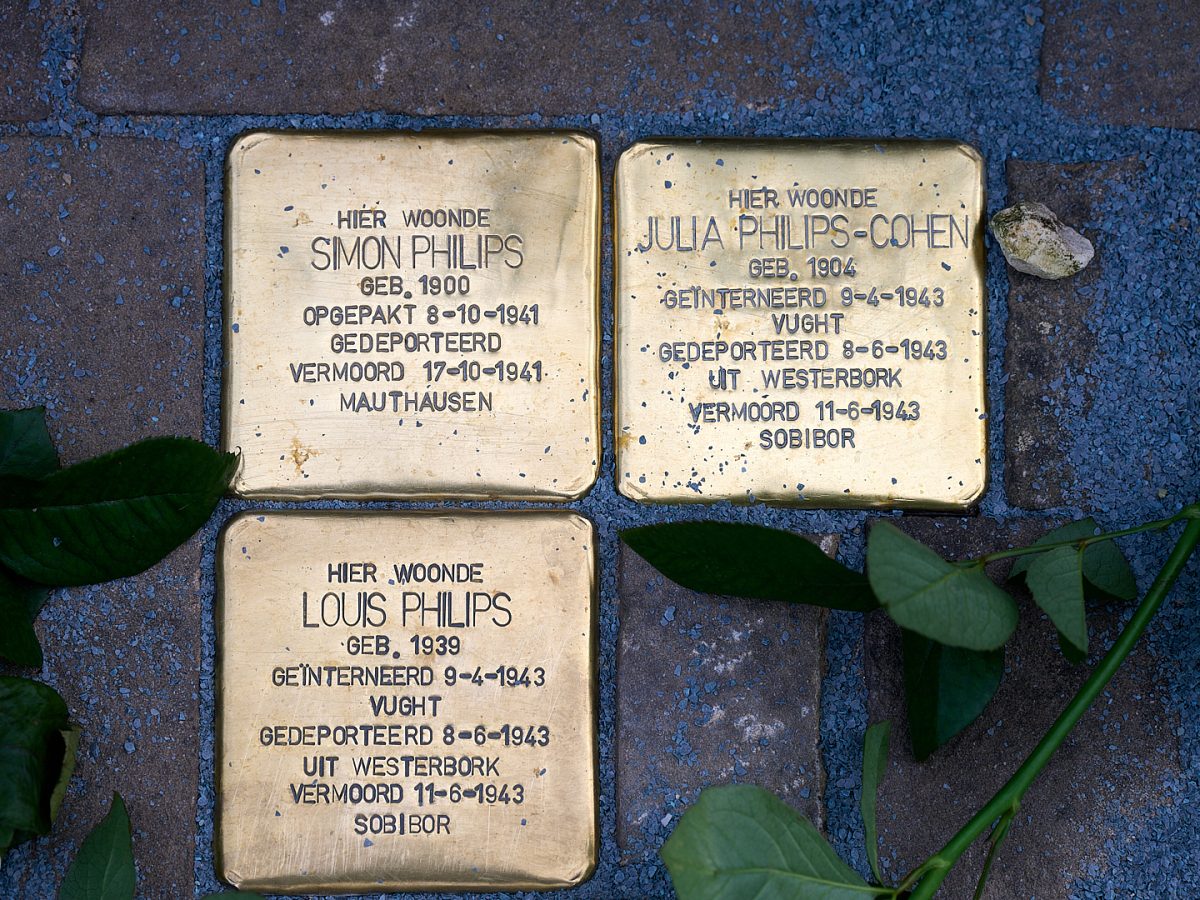 HIER WOONDE
SIMON PHILIPS
GEB. 1900
OPGEPAKT 8-10-1941
GEDEPORTEERD
VERMOORD 17-10-1941
MAUTHAUSEN
HIER WOONDE
JULIA PHILIPS-COHEN
GEB. 1904
GEÏNTERNEERD 9-4-1943
VUGHT
GEDEPORTEERD 8-6-1943
UIT WESTERBORK
VERMOORD 11-6-1943
SOBIBOR
HIER WOONDE
LOUIS PHILIPS
GEB. 1939
GEÏNTERNEERD 9-4-1943
VUGHT
GEDEPORTEERD 8-6-1943
UIT WESTERBORK
VERMOORD 11-6-1943
SOBIBOR